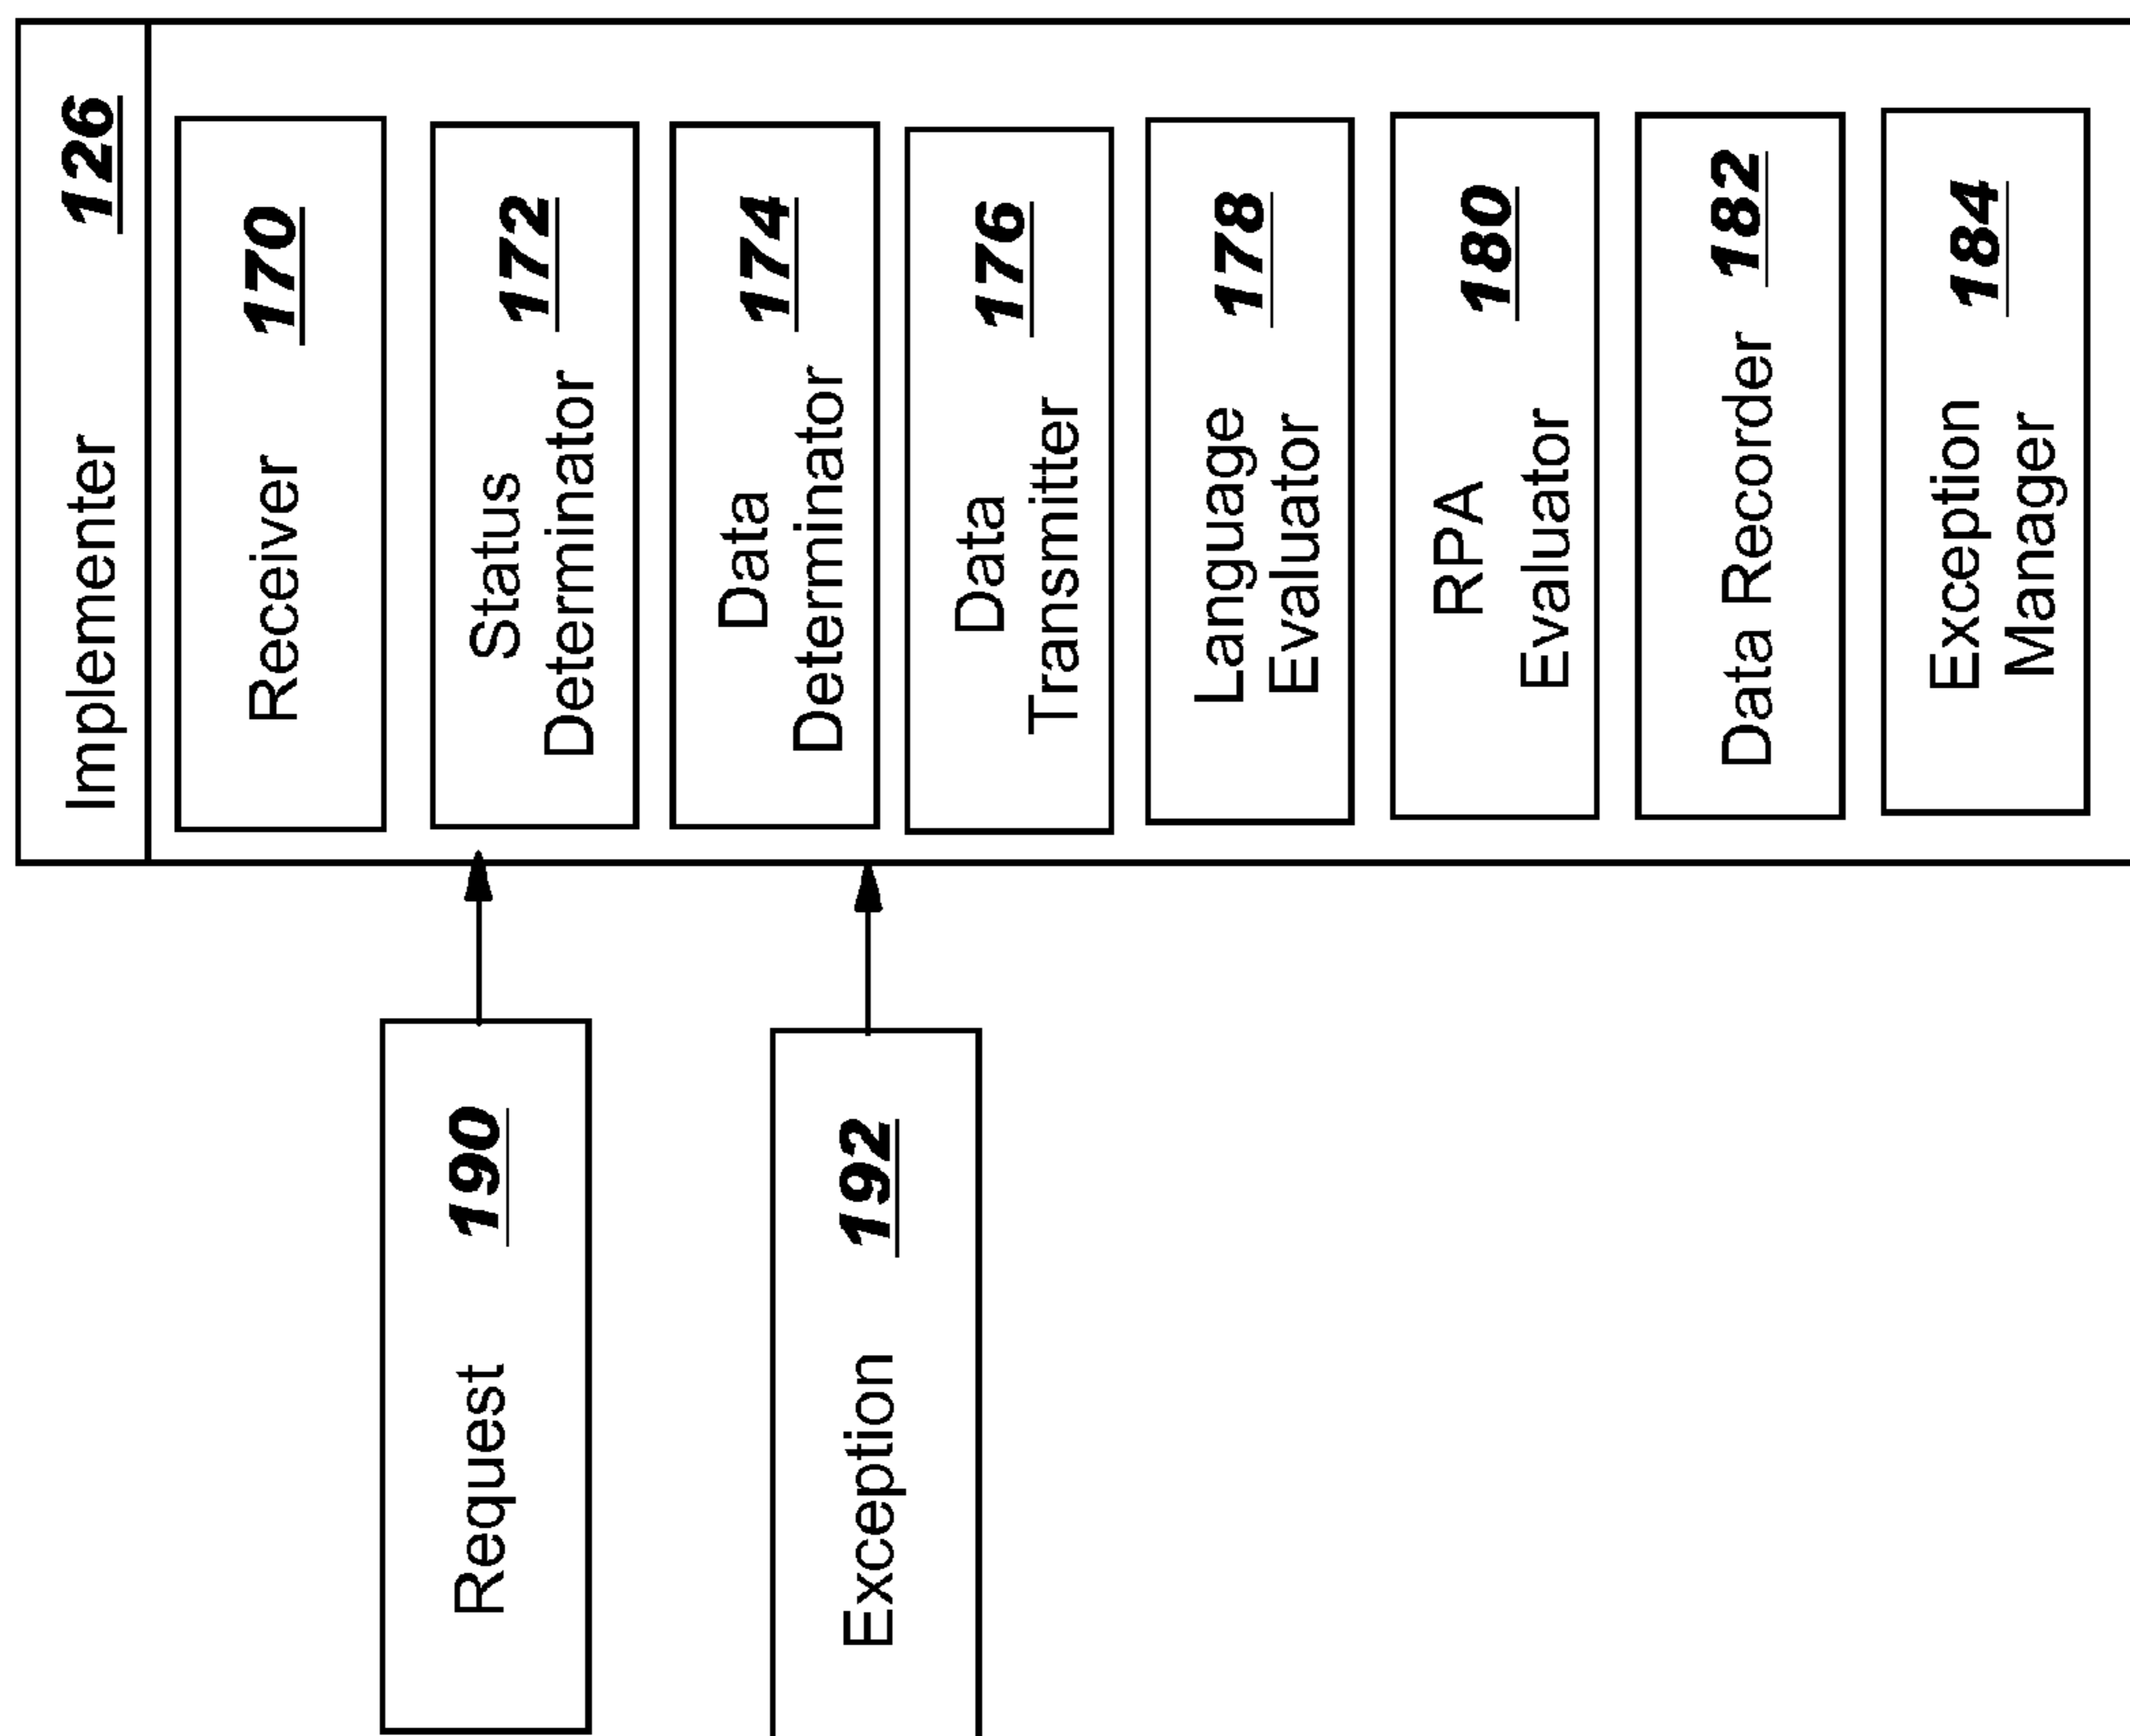 Implementer 126
Receiver 170
Status
Determinator 172
Data
Determinator 174
Data
Transmitter 176
Language
Evaluator 178
RPA
Evaluator 180
Data Recorder 182
Exception
Manager 184
Request 190
Exception 192